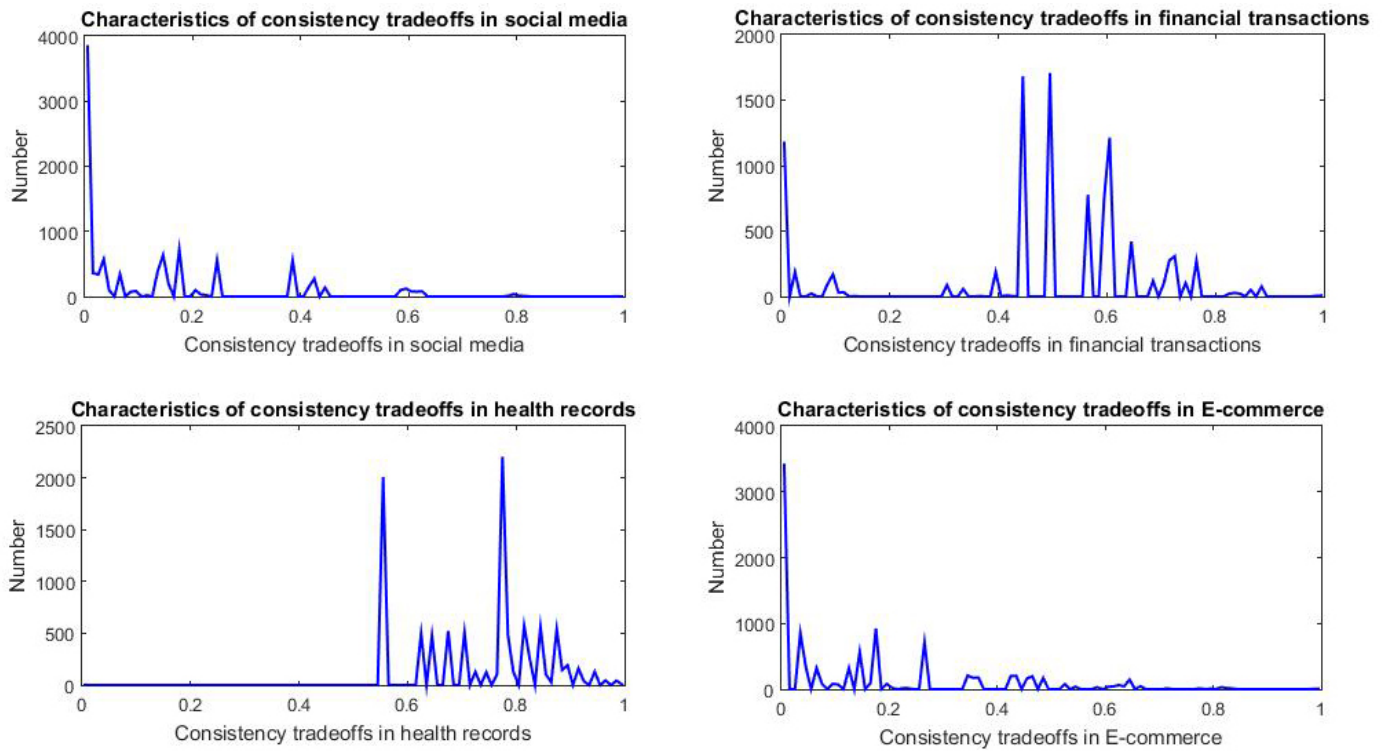 Characteristics of consistency tradeoffs in social media
4000
3000
2000
1000
0
Number
0 0.2 0.4 0.6 0.8 1
Consistency tradeoffs in social media
Characteristics of consistency tradeoffs in financial transactions
2000
1500
1000
500
0
Number
0 0.2 0.4 0.6 0.8 1
Consistency tradeoffs in financial transactions
Characteristics of consistency tradeoffs in health records
2500
2000
1500
1000
500
0
Number
0 0.2 0.4 0.6 0.8 1
Consistency tradeoffs in health records
Characteristics of consistency tradeoffs in E-commerce
4000
3000
2000
1000
0
Number
0 0.2 0.4 0.6 0.8 1
Consistency tradeoffs in E-commerce